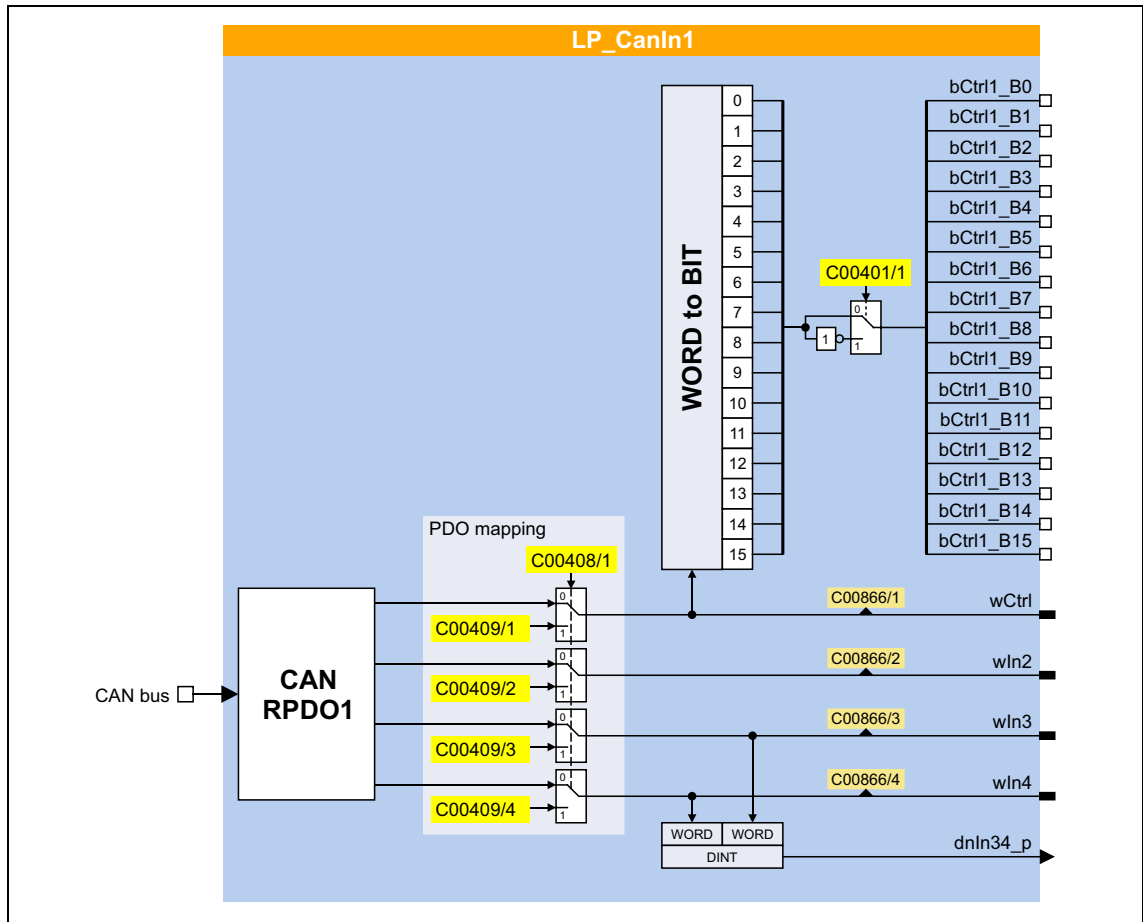 LP_CanIn1
bCtrl1_B0
0
bCtrl1_B1
1
bCtrl1_B2
2
bCtrl1_B3
3
bCtrl1_B4
4
bCtrl1_B5
5
bCtrl1_B6
6
C00401/1
bCtrl1_B7
7
0
bCtrl1_B8
8
1
1
bCtrl1_B9
9
bCtrl1_B10
10
bCtrl1_B11
11
bCtrl1_B12
12
bCtrl1_B13
13
bCtrl1_B14
14
bCtrl1_B15
15
WORD to BIT
PDO mapping
C00408/1
0
C00866/1
wCtrl
C00409/1
1
0
C00866/2
wIn2
C00409/2
1
CAN
RPDO1
CAN bus
0
C00866/3
wIn3
C00409/3
1
0
C00866/4
wIn4
C00409/4
1
WORD WORD
DINT
dnIn34_p